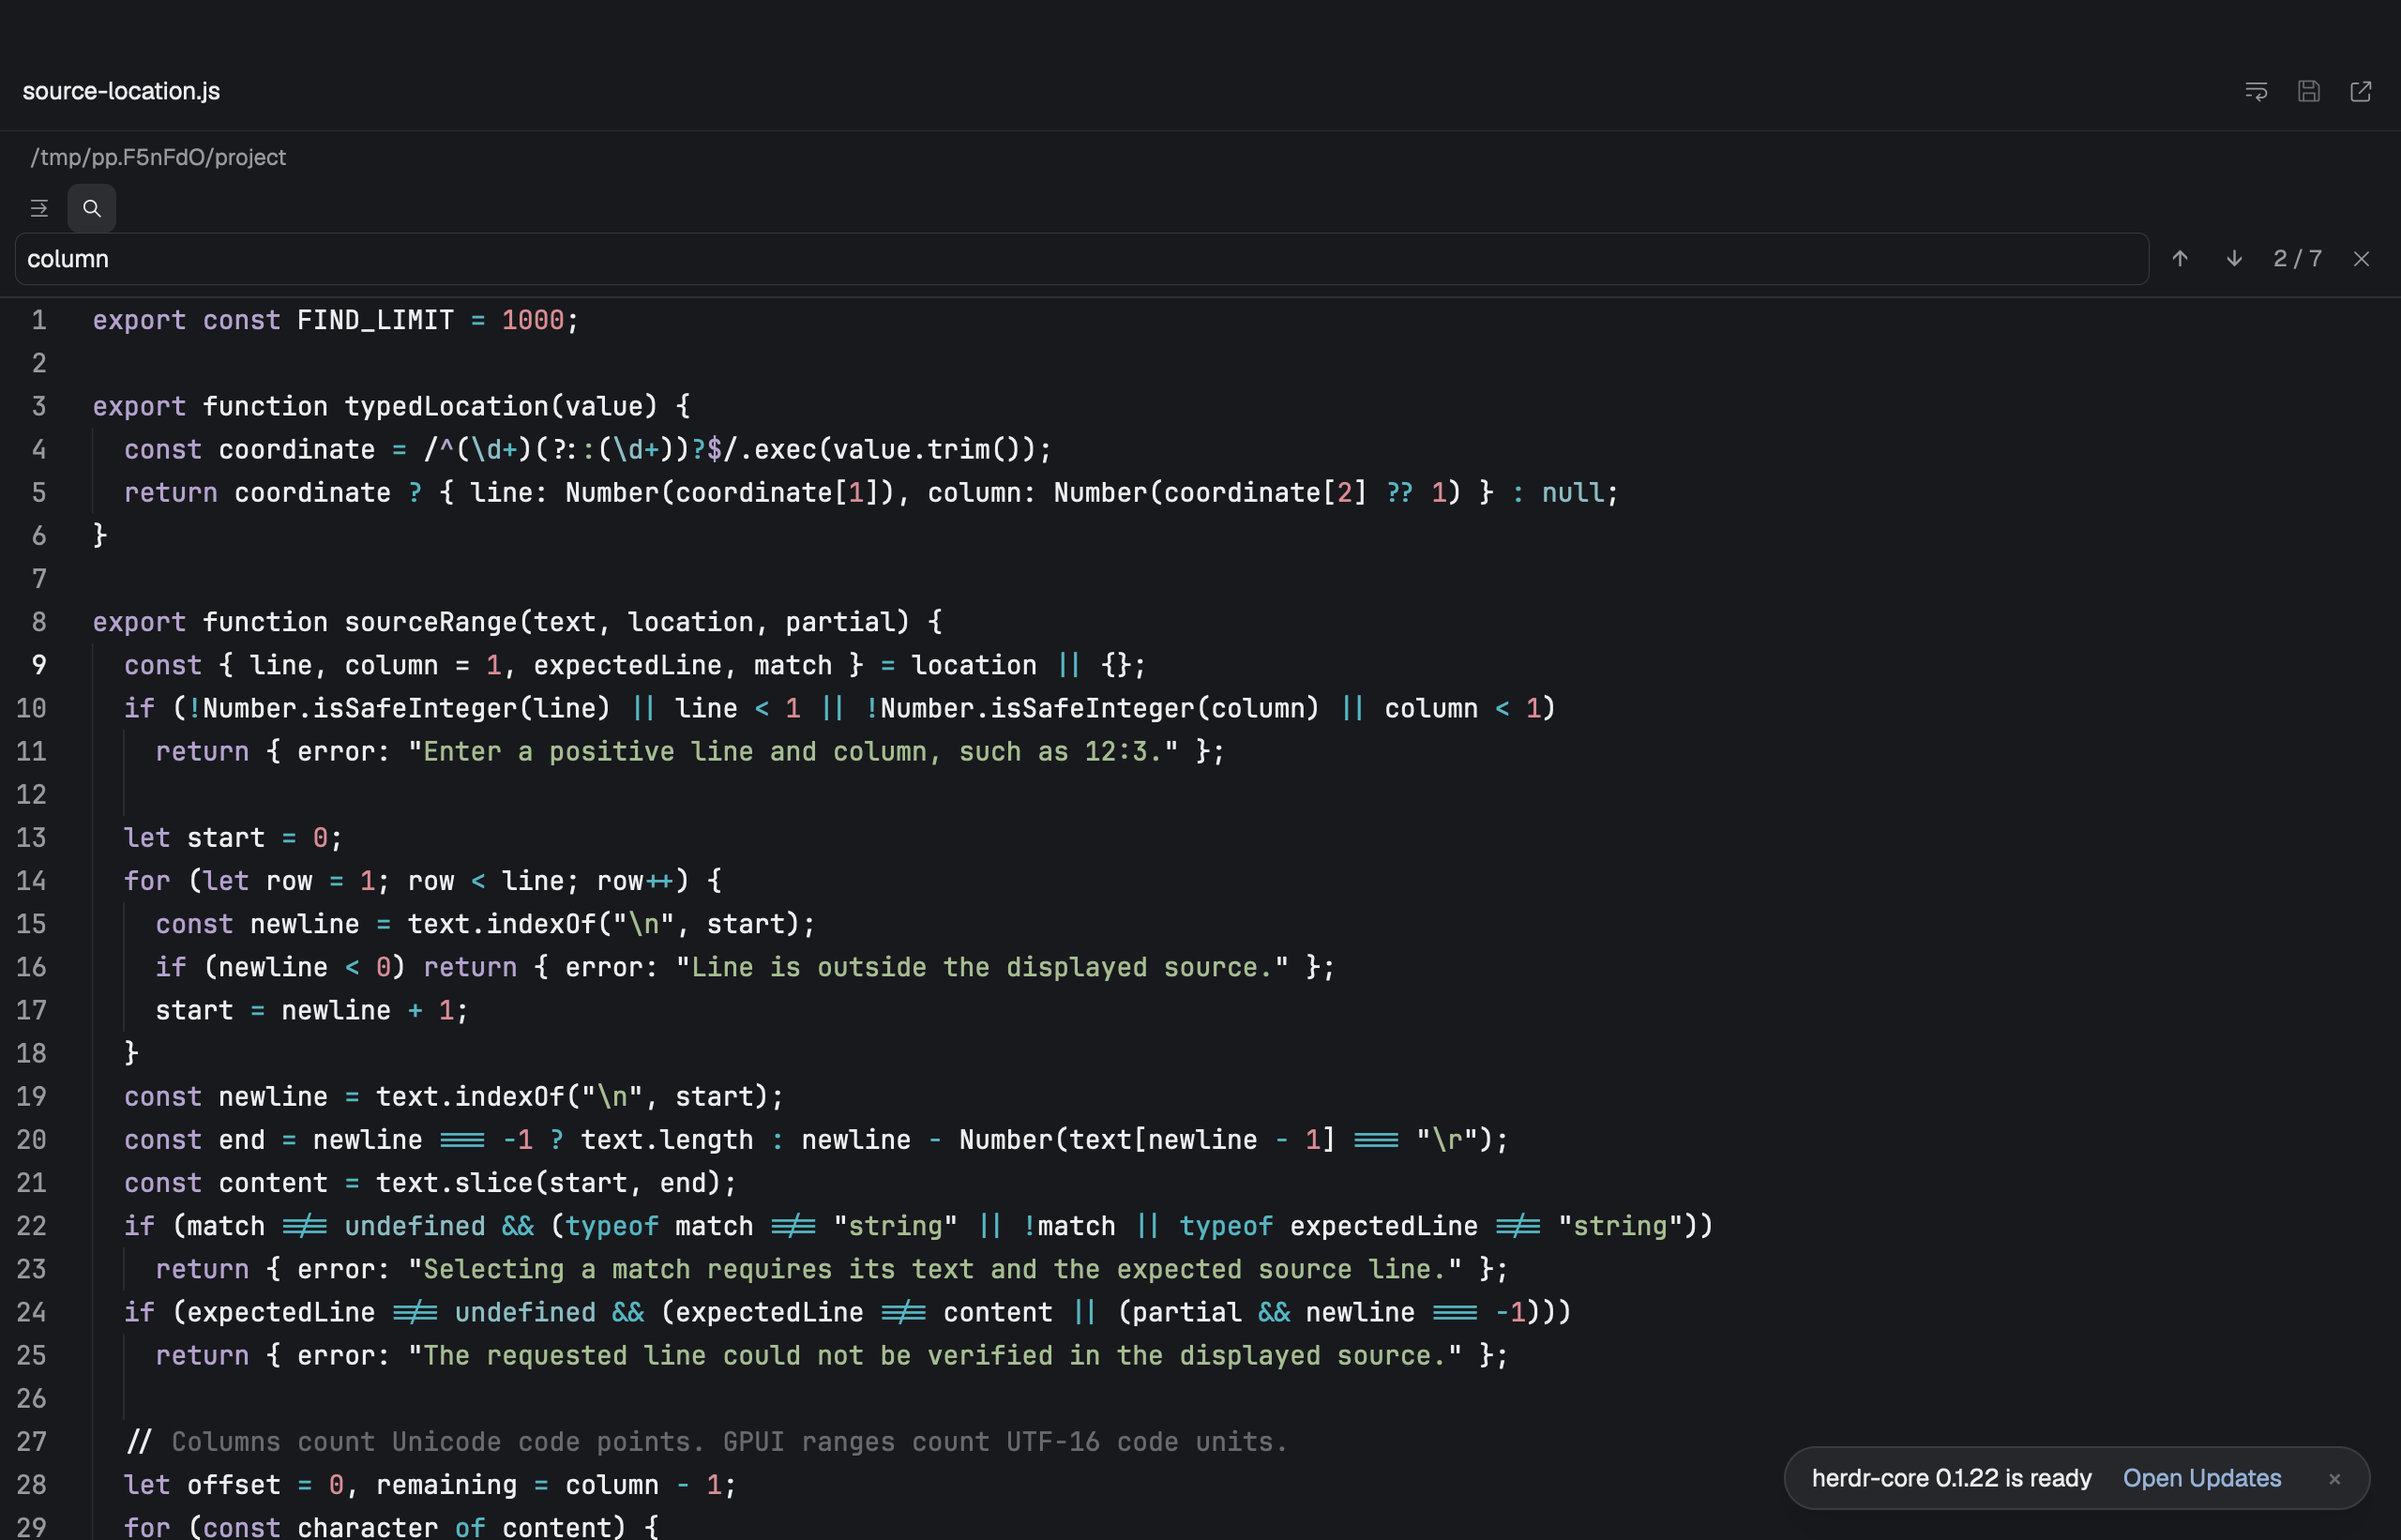 source-location.js
/tmp/pp.F5nFdO/project
column
2 / 7
1 export const FIND_LIMIT = 1000;
2
3 export function typedLocation(value) {
4   const coordinate = /^(\d+)(?::(\d+))?$/.exec(value.trim());
5   return coordinate ? { line: Number(coordinate[1]), column: Number(coordinate[2] ?? 1) } : null;
6 }
7
8 export function sourceRange(text, location, partial) {
9   const { line, column = 1, expectedLine, match } = location || {};
10   if (!Number.isSafeInteger(line) || line < 1 || !Number.isSafeInteger(column) || column < 1)
11     return { error: "Enter a positive line and column, such as 12:3." };
12
13   let start = 0;
14   for (let row = 1; row < line; row++) {
15     const newline = text.indexOf("\n", start);
16     if (newline < 0) return { error: "Line is outside the displayed source." };
17     start = newline + 1;
18   }
19   const newline = text.indexOf("\n", start);
20   const end = newline === -1 ? text.length : newline - Number(text[newline - 1] === "\r");
21   const content = text.slice(start, end);
22   if (match !== undefined && (typeof match !== "string" || !match || typeof expectedLine !== "string"))
23     return { error: "Selecting a match requires its text and the expected source line." };
24   if (expectedLine !== undefined && (expectedLine !== content || (partial && newline === -1)))
25     return { error: "The requested line could not be verified in the displayed source." };
26
27   // Columns count Unicode code points. GPUI ranges count UTF-16 code units.
28   let offset = 0, remaining = column - 1;
29   for (const character of content) {
herdr-core 0.1.22 is ready Open Updates ×